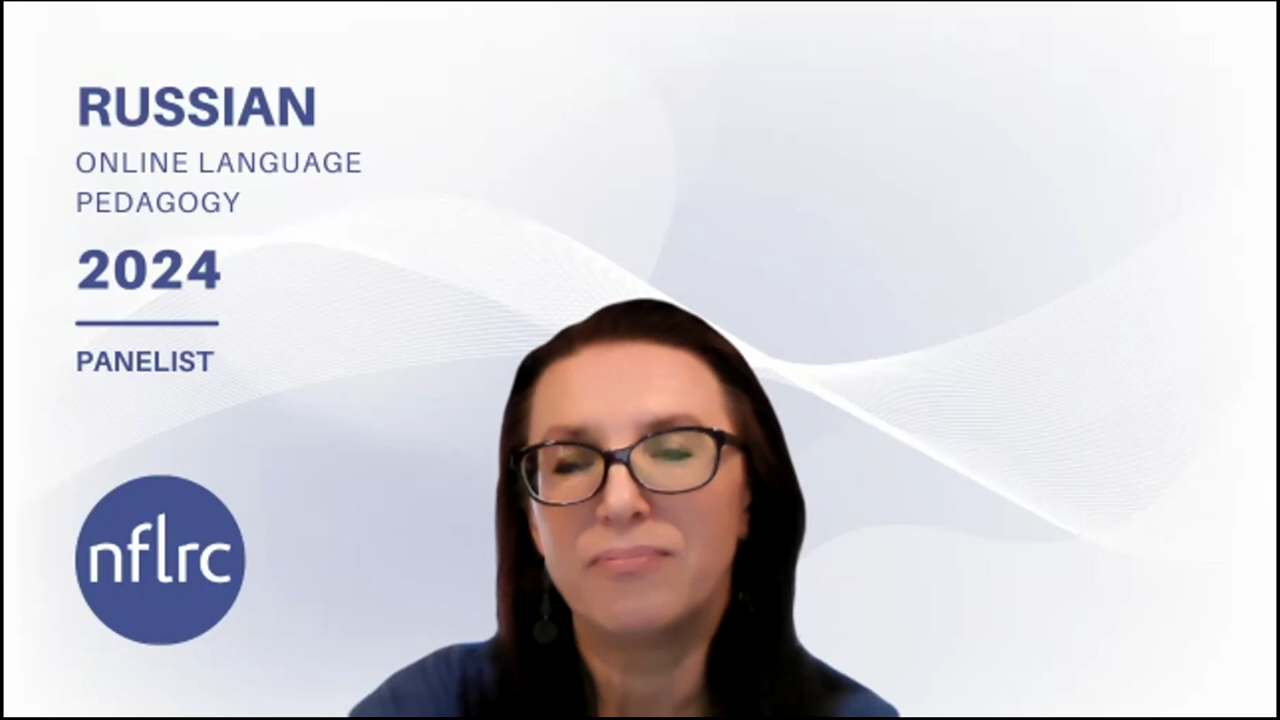 RUSSIAN
ONLINE LANGUAGE
PEDAGOGY
2024
PANELIST
nflrc